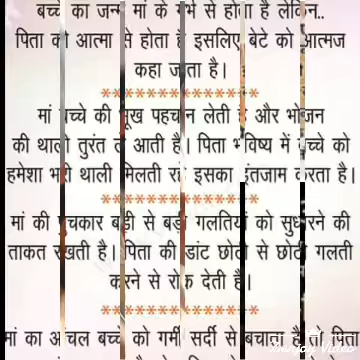 बच्चे का जन्म मां के गर्भ से होता है लेकिन..
पिता की आत्मा से होता है इसलिए बेटे को आत्मज
कहा जाता है।
**************
मां बच्चे की भूख पहचान लेती है और भोजन
की थाली तुरंत ले आती है। पिता भविष्य में बच्चे को
हमेशा भरी थाली मिलती रहे इसका इंतजाम करता है।
**************
मां की पुचकार बड़ी से बड़ी गलतियों को सुधारने की
ताकत रखती है। पिता की डांट छोटी से छोटी गलती
करने से रोक देती है।
**************
मां का आंचल बच्चे को गर्मी सर्दी से बचाता है तो पिता